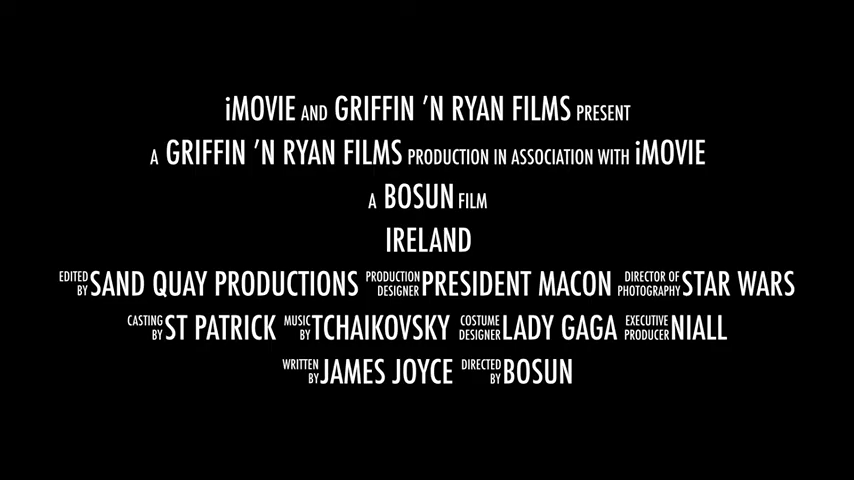 iMOVIE AND GRIFFIN 'N RYAN FILMS PRESENT
A GRIFFIN 'N RYAN FILMS PRODUCTION IN ASSOCIATION WITH iMOVIE
A BOSUN FILM
IRELAND
EDITED BY SAND QUAY PRODUCTIONS PRODUCTION DESIGNER PRESIDENT MACON DIRECTOR OF PHOTOGRAPHY STAR WARS
CASTING BY ST PATRICK MUSIC BY TCHAIKOVSKY COSTUME DESIGNER LADY GAGA EXECUTIVE PRODUCER NIALL
WRITTEN BY JAMES JOYCE DIRECTED BY BOSUN